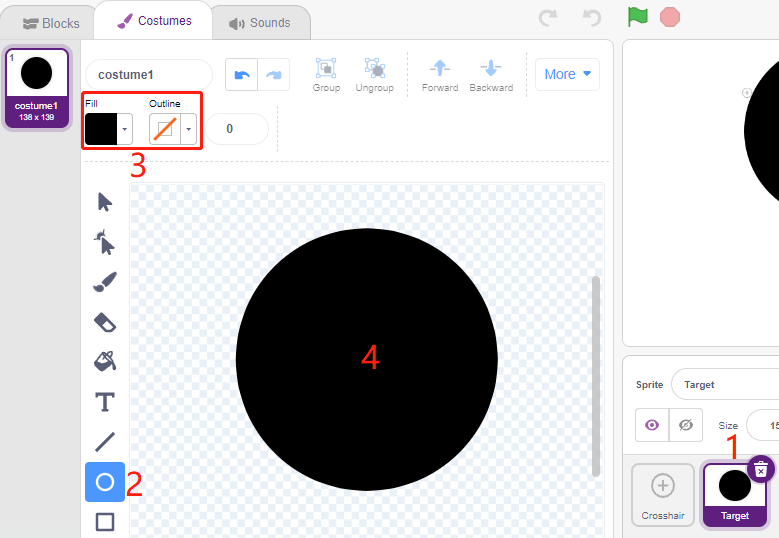 Blocks
Costumes
Sounds
1
costume1
138 x 139
costume1
Group
Ungroup
Forward
Backward
More
Fill
Outline
0
3
4
2
T
Sprite
Target
Size
15
1
Crosshair
Target